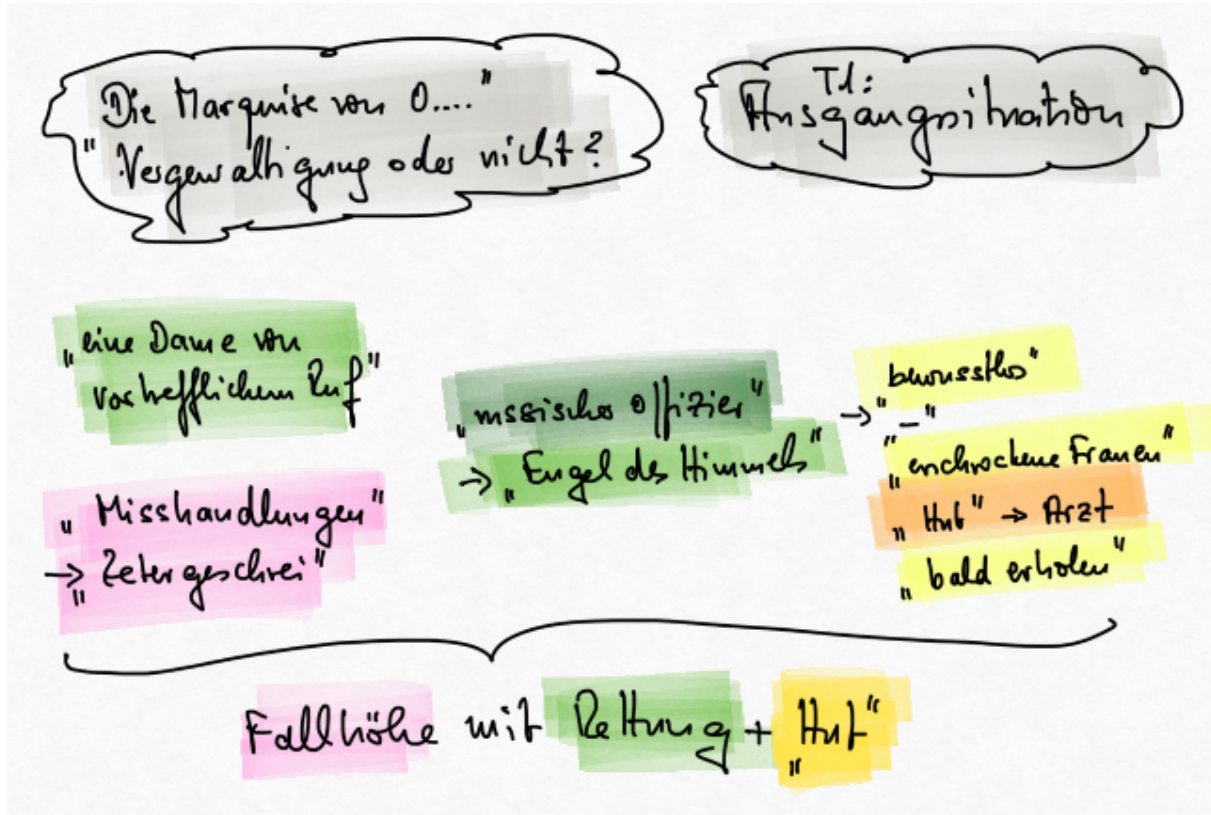 „Die Marquise von O...."
"Vergewaltigung oder nicht?
T1:
Ausgangssituation
„eine Dame von
vortrefflichem Ruf"
„Misshandlungen"
→ „Zetergeschrei"
„russischer Offizier"
→ „Engel des Himmels"
→ „bewusstlos"
„_"
„erschrockene Frauen"
„Hut" → Arzt
„bald erholen"
Fallhöhe mit Rettung + „Hut"